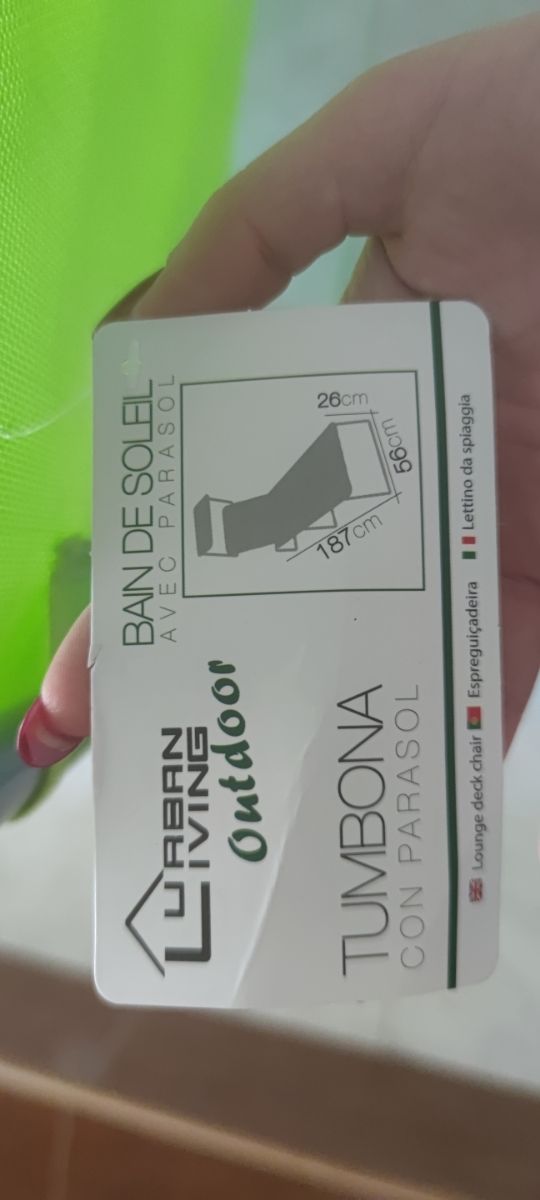 URBAN
LIVING
Outdoor
BAIN DE SOLEIL
AVEC PARASOL
26cm
56cm
187cm
TUMBONA
CON PARASOL
Lounge deck chair Espreguiçadeira Lettino da spiaggia